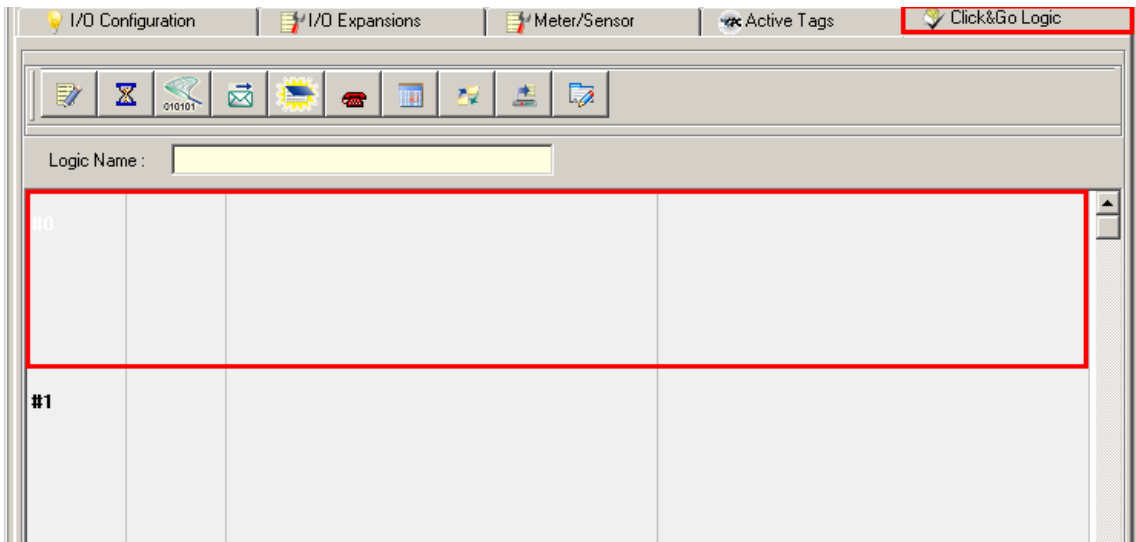 I/O Configuration I/O Expansions Meter/Sensor Active Tags Click&Go Logic
010101
Logic Name :
#0
#1